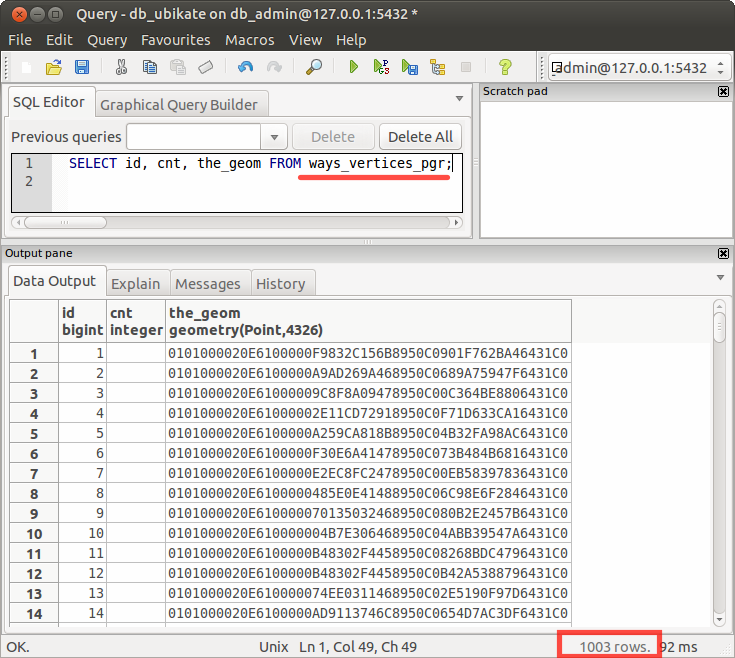 Query - db_ubikate on db_admin@127.0.0.1:5432 *
File Edit Query Favourites Macros View Help
dmin@127.0.0.1:5432
SQL Editor Graphical Query Builder
Previous queries Delete Delete All
1 SELECT id, cnt, the_geom FROM ways_vertices_pgr;
2
Scratch pad
Output pane
Data Output Explain Messages History
id cnt the_geom
bigint integer geometry(Point,4326)
1 1 0101000020E6100000F9832C156B8950C0901F762BA46431C0
2 2 0101000020E6100000A9AD269A468950C0689A75947F6431C0
3 3 0101000020E61000009C8F8A09478950C00C364BE8806431C0
4 4 0101000020E61000002E11CD72918950C0F71D633CA16431C0
5 5 0101000020E6100000A259CA818B8950C04B32FA98AC6431C0
6 6 0101000020E6100000F30E6A41478950C073B484B6816431C0
7 7 0101000020E6100000E2EC8FC2478950C00EB58397836431C0
8 8 0101000020E6100000485E0E41488950C06C98E6F2846431C0
9 9 0101000020E6100000070135032468950C080B2E2457B6431C0
10 10 0101000020E61000004B7E306468950C04ABB39547A6431C0
11 11 0101000020E6100000B48302F4458950C08268BDC4796431C0
12 12 0101000020E6100000B48302F4458950C0B42A5388796431C0
13 13 0101000020E610000074EE0311468950C02E5190F97D6431C0
14 14 0101000020E6100000AD9113746C8950C0654D7AC3DF6431C0
OK. Unix Ln 1, Col 49, Ch 49 1003 rows. 92 ms